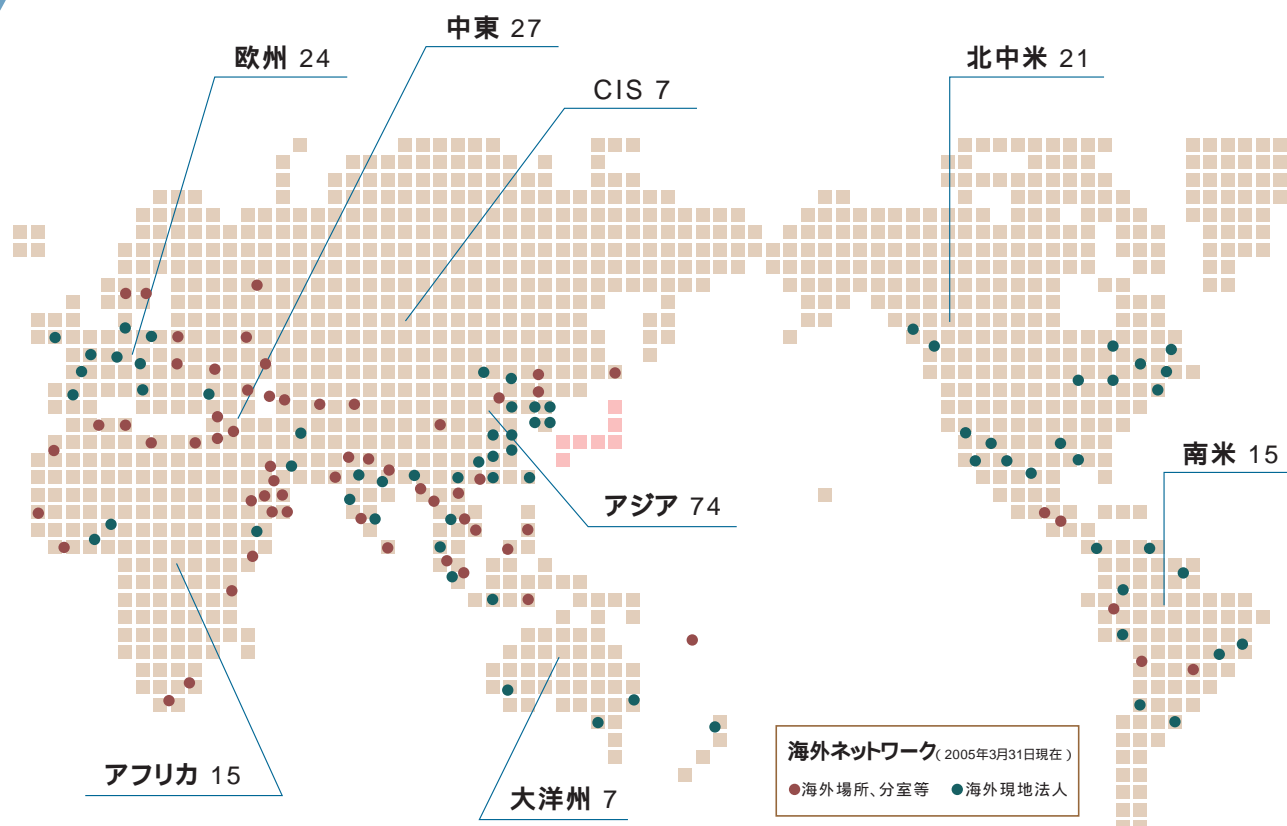 中東 27
欧州 24
北中米 21
CIS 7
南米 15
アジア 74
アフリカ 15
大洋州 7
海外ネットワーク（2005年3月31日現在）
●海外場所、分室等 ●海外現地法人